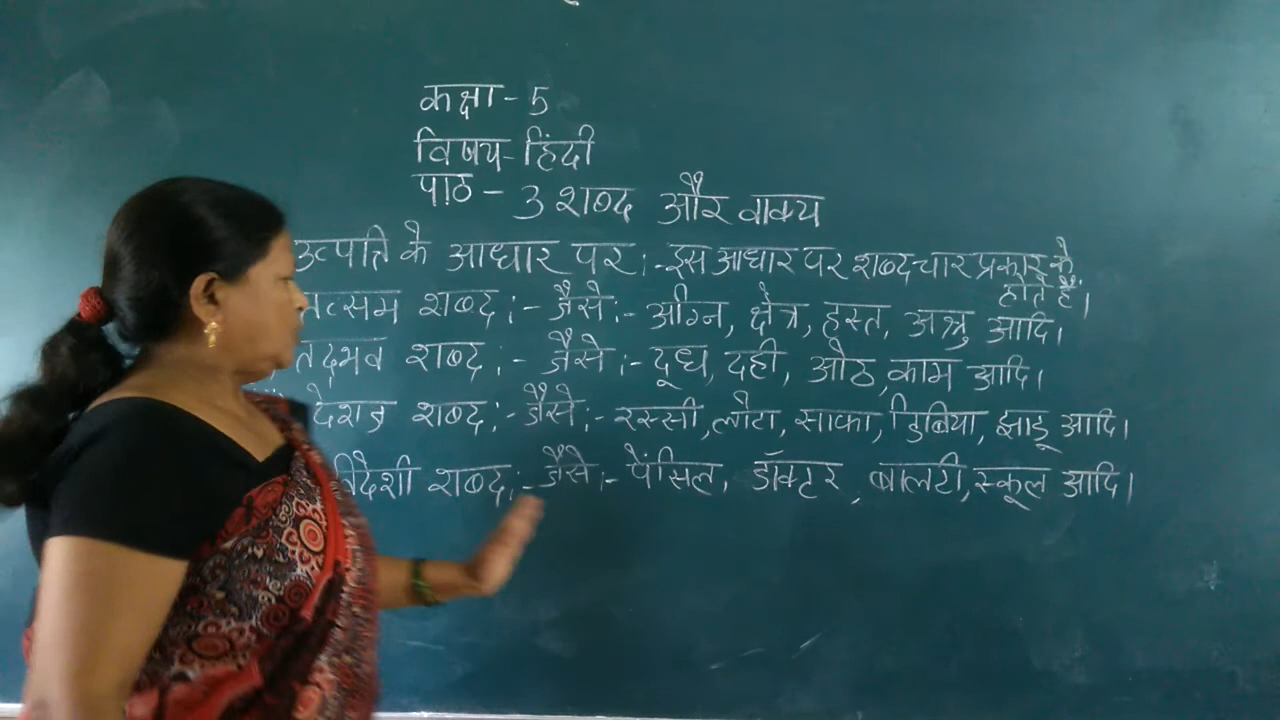 कक्षा - 5
विषय - हिंदी
पाठ - 3 शब्द और वाक्य
उत्पत्ति के आधार पर :- इस आधार पर शब्द चार प्रकार के
होते हैं।
तत्सम शब्द :- जैसे :- अग्नि, क्षेत्र, हस्त, अश्रु आदि।
तद्भव शब्द :- जैसे :- दूध, दही, ओठ, काम आदि।
देशज शब्द :- जैसे :- रस्सी, लोटा, साफा, डिबिया, झाड़ू आदि।
विदेशी शब्द :- जैसे :- पेंसिल, डॉक्टर, बालटी, स्कूल आदि।